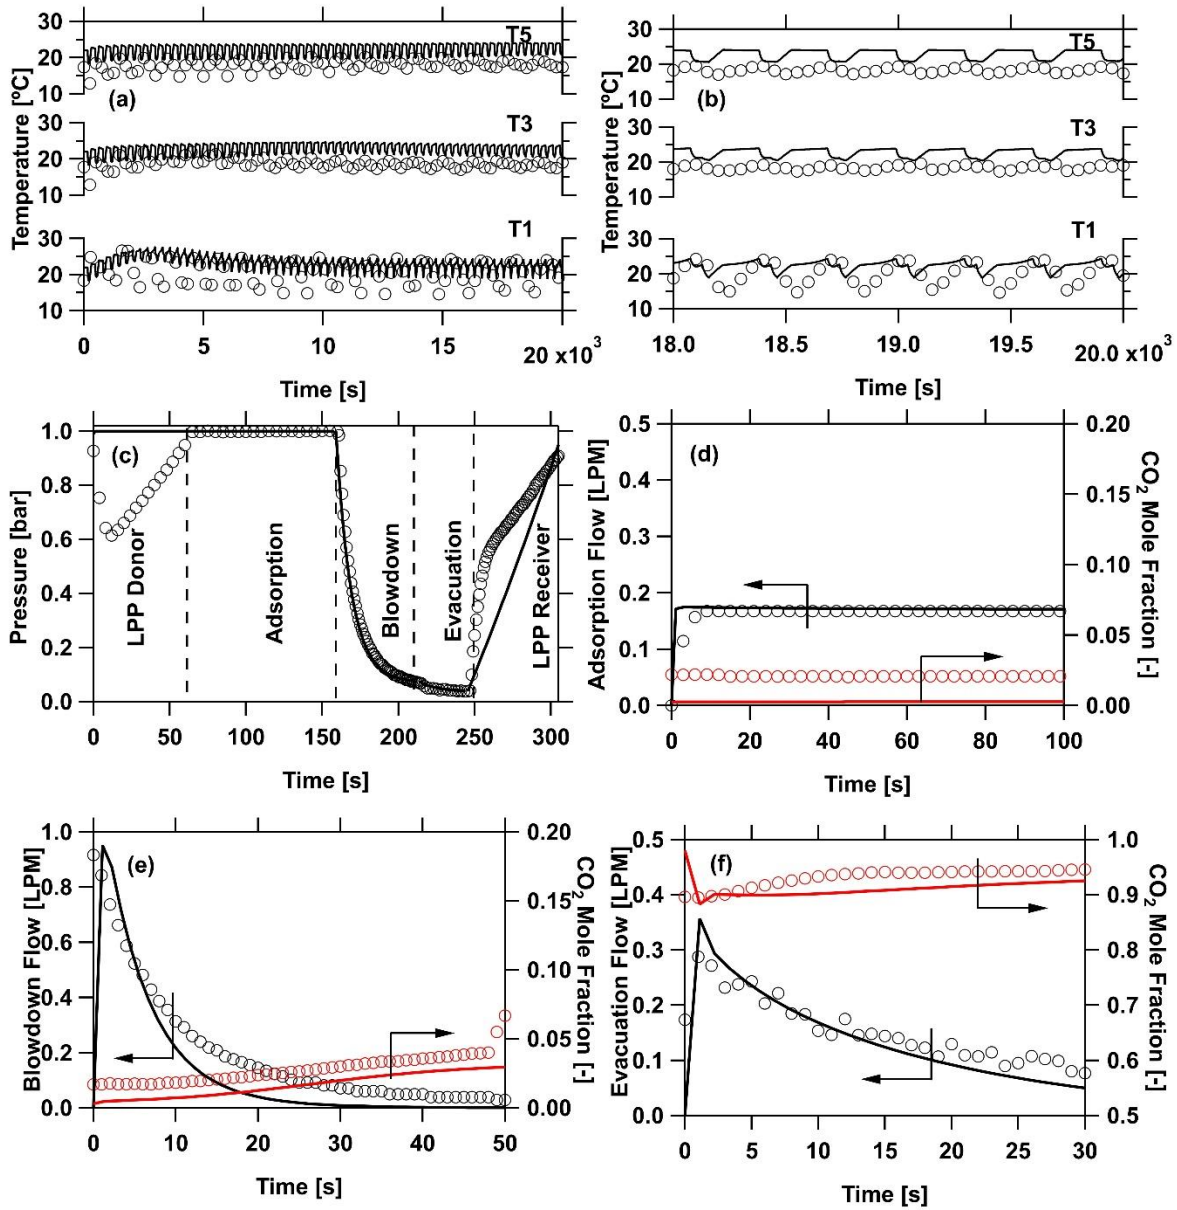 Temperature [ºC]
30
20
10
30
20
10
30
20
10
T5
(a)
T3
T1
0
5
10
15
20 x10³
Time [s]
Temperature [ºC]
30
20
10
30
20
10
30
20
10
T5
(b)
T3
T1
18.0
18.5
19.0
19.5
20.0 x10³
Time [s]
Pressure [bar]
1.0
0.8
0.6
0.4
0.2
0.0
(c)
LPP Donor
Adsorption
Blowdown
Evacuation
LPP Receiver
0
50
100
150
200
250
300
Time [s]
Adsorption Flow [LPM]
0.5
0.4
0.3
0.2
0.1
0.0
(d)
0.20
0.15
0.10
0.05
0.00
CO₂ Mole Fraction [-]
0
20
40
60
80
100
Time [s]
Blowdown Flow [LPM]
1.0
0.8
0.6
0.4
0.2
0.0
(e)
0.20
0.15
0.10
0.05
0.00
CO₂ Mole Fraction [-]
0
10
20
30
40
50
Time [s]
Evacuation Flow [LPM]
0.5
0.4
0.3
0.2
0.1
0.0
(f)
1.0
0.9
0.8
0.7
0.6
0.5
CO₂ Mole Fraction [-]
0
5
10
15
20
25
30
Time [s]